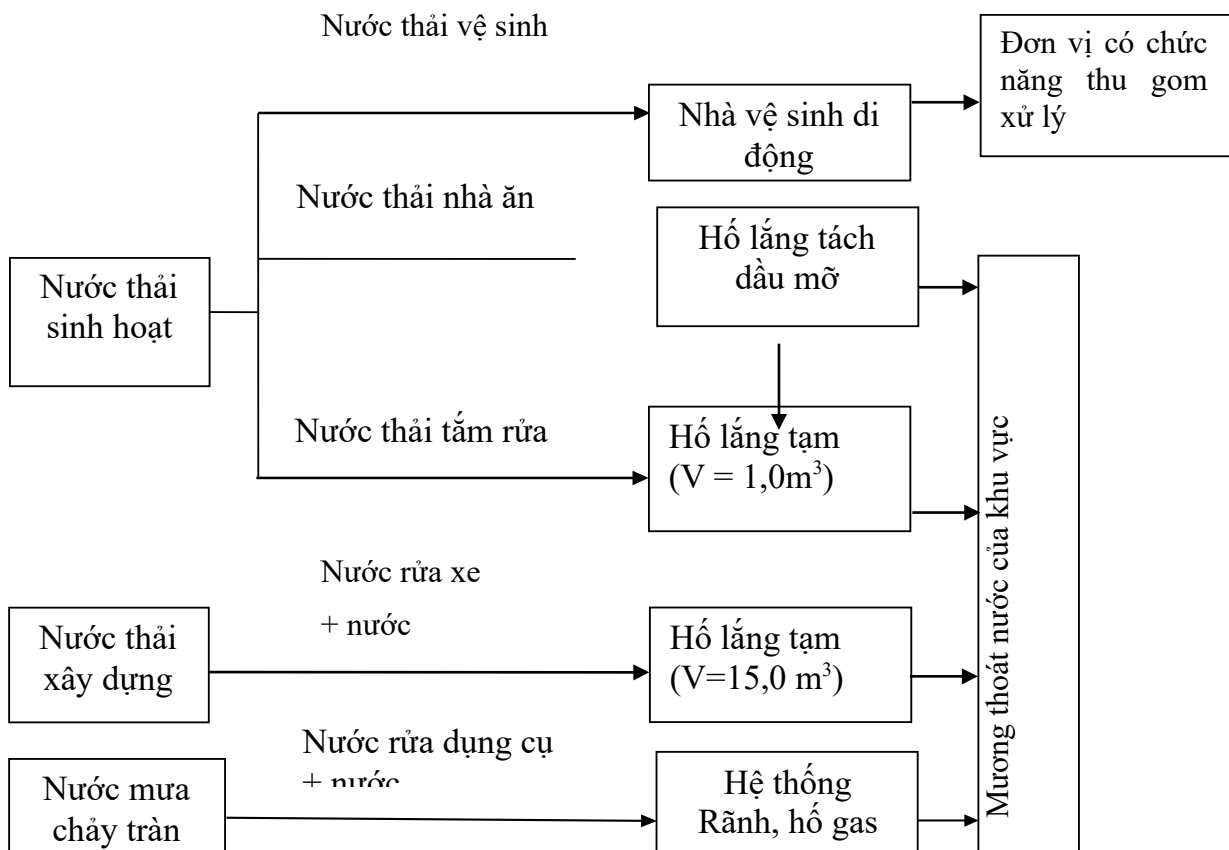 Nước thải vệ sinh
Đơn vị có chức
năng thu gom
xử lý
Nhà vệ sinh di
động
Nước thải nhà ăn
Hố lắng tách
dầu mỡ
Nước thải
sinh hoạt
Nước thải tắm rửa
Hố lắng tạm
(V = 1,0m³)
Mương thoát nước của khu vực
Nước rửa xe
+ nước
Nước thải
xây dựng
Hố lắng tạm
(V=15,0 m³)
Nước rửa dụng cụ
+ nước
Nước mưa
chảy tràn
Hệ thống
Rãnh, hố gas